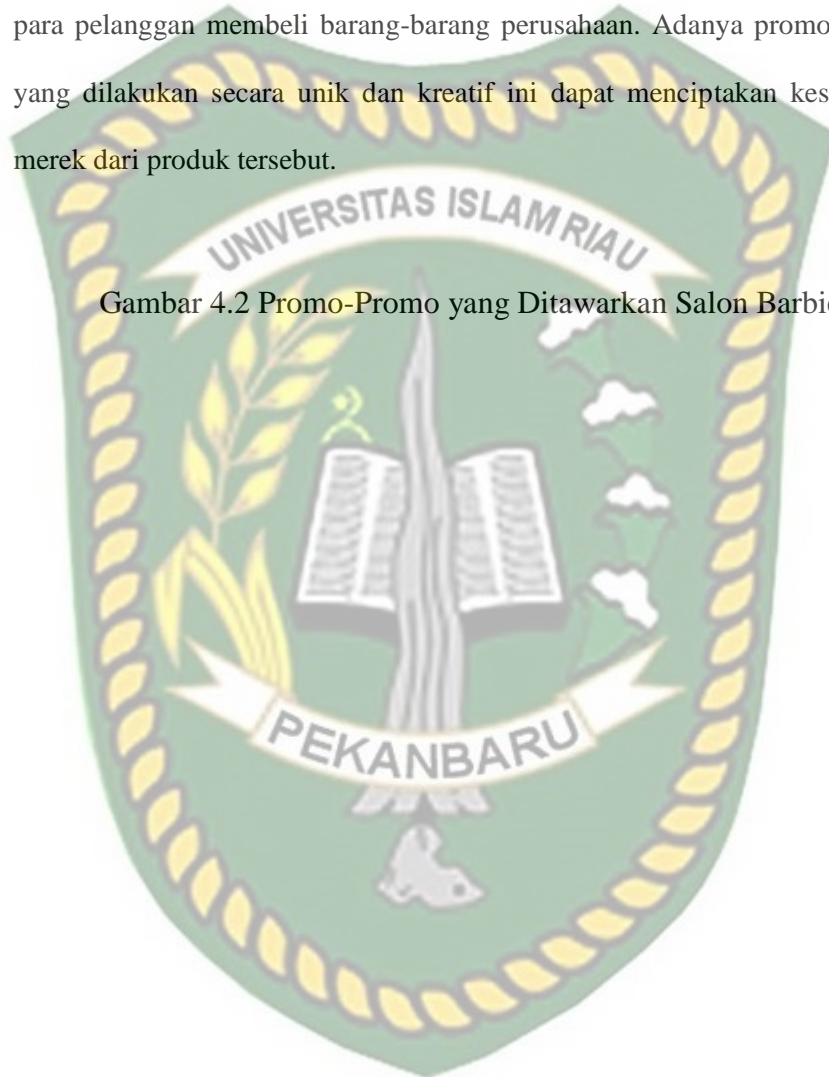 para pelanggan membeli barang-barang perusahaan. Adanya promo
yang dilakukan secara unik dan kreatif ini dapat menciptakan kes
merek dari produk tersebut.
UNIVERSITAS ISLAM RIAU
Gambar 4.2 Promo-Promo yang Ditawarkan Salon Barbie
PEKANBARU